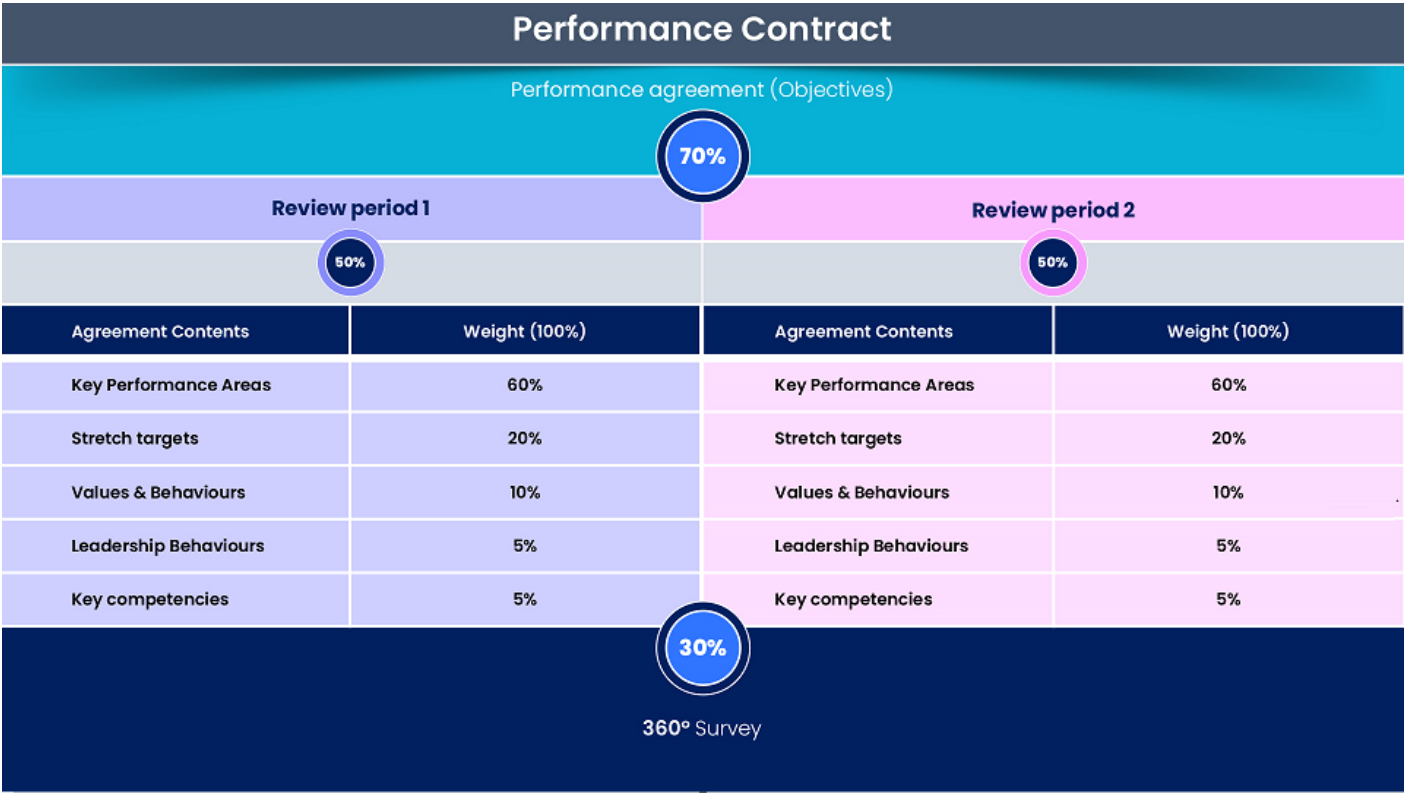 Performance Contract
Performance agreement (Objectives)
70%
Review period 1
Review period 2
50%
50%
Agreement Contents
Weight (100%)
Agreement Contents
Weight (100%)
Key Performance Areas
60%
Key Performance Areas
60%
Stretch targets
20%
Stretch targets
20%
Values & Behaviours
10%
Values & Behaviours
10%
Leadership Behaviours
5%
Leadership Behaviours
5%
Key competencies
5%
Key competencies
5%
30%
360° Survey